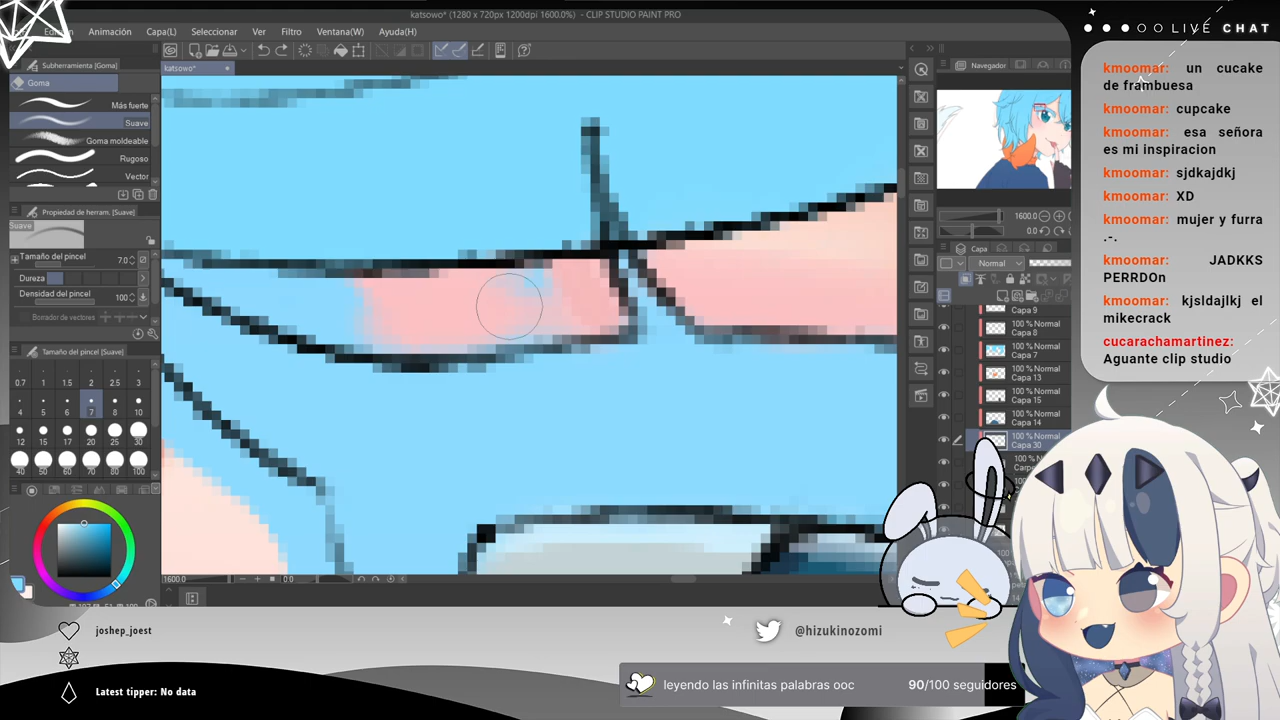 katsowo* (1280 x 720px 1200dpi 1600.0%) - CLIP STUDIO PAINT PRO
Animación Capa(L) Seleccionar Ver Filtro Ventana(W) Ayuda(H)
Subherramienta [Goma]
Goma
Más fuerte
Suave
Goma moldeable
Rugoso
Vector
Propiedad de herram. [Suave]
Suave
Tamaño del pincel 7.0
Dureza
Densidad del pincel 100
Borrador de vectores
Tamaño del pincel [Suave]
0.7 1 1.5 2 2.5 3
4 5 6 7 8 10
12 15 17 20 25 30
40 50 60 70 80 100
katsowo*
1600.0 0.0
Navegador
1600.0
0.0
Capa
Normal
Capa 9
100 % Normal
Capa 8
100 % Normal
Capa 7
100 % Normal
Capa 13
100 % Normal
Capa 15
100 % Normal
Capa 14
100 % Normal
Capa 30
100 % Normal
LIVE CHAT
kmoomar: un cucake
de frambuesa
kmoomar: cupcake
kmoomar: esa señora
es mi inspiracion
kmoomar: sjdkajdkj
kmoomar: XD
kmoomar: mujer y furra
.-.
kmoomar: JADKKS
PERRDOn
kmoomar: kjsldajlkj el
mikecrack
cucarachamartinez:
Aguante clip studio
joshep_joest
Latest tipper: No data
@hizukinozomi
leyendo las infinitas palabras ooc
90/100 seguidores